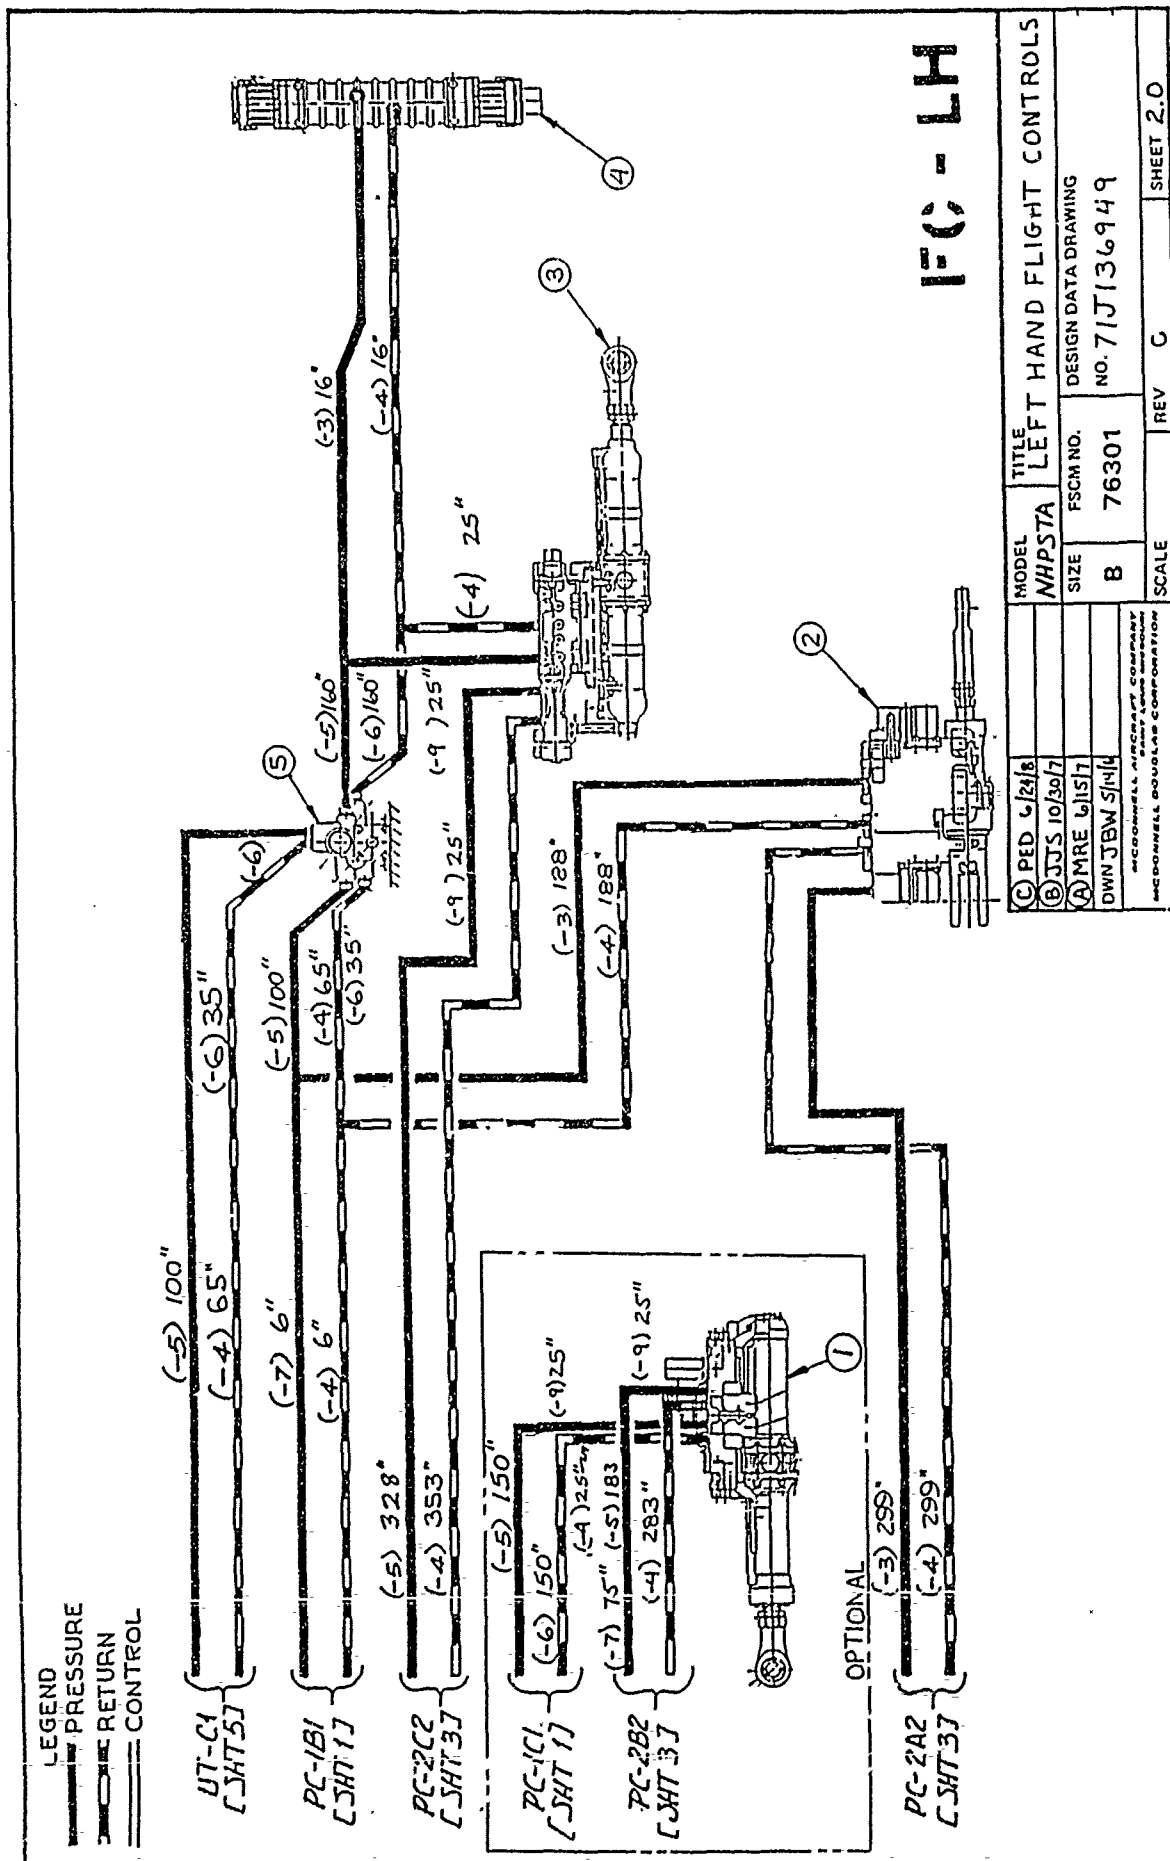 LEGEND
PRESSURE
RETURN
CONTROL
UT-C1
[SHT5]
(-5) 100"
(-4) 65"
(-6) 35"
(-6)
PC-1B1
[SHT 1]
(-7) 6"
(-4) 6"
(-5) 100"
(-4) 65"
(-6) 35"
5
(-5) 160"
(-6) 160"
(-3) 16"
(-4) 16"
4
PC-2C2
[SHT 3]
(-5) 328"
(-4) 353"
(-9) 25"
(-9) 25"
(-4) 25"
3
(-3) 188"
(-4) 188"
2
PC-1C1
[SHT 1]
(-5) 150"
(-6) 150"
(-9) 25"
(-4) 25"
PC-2B2
[SHT 3]
(-7) 75" (-5) 183
(-4) 283"
(-9) 25"
1
OPTIONAL
PC-2A2
[SHT 3]
(-3) 299"
(-4) 299"
FC - LH
C PED 6/24/8
B JJS 10/30/7
A MRE 6/15/7
DWN JBW 5/14/
MCDONNELL AIRCRAFT COMPANY
MCDONNELL DOUGLAS CORPORATION
MODEL
NHPSTA
TITLE
LEFT HAND FLIGHT CONTROLS
SIZE
B
FSCM NO.
76301
DESIGN DATA DRAWING
NO. 71J136949
SCALE
REV C
SHEET 2.0